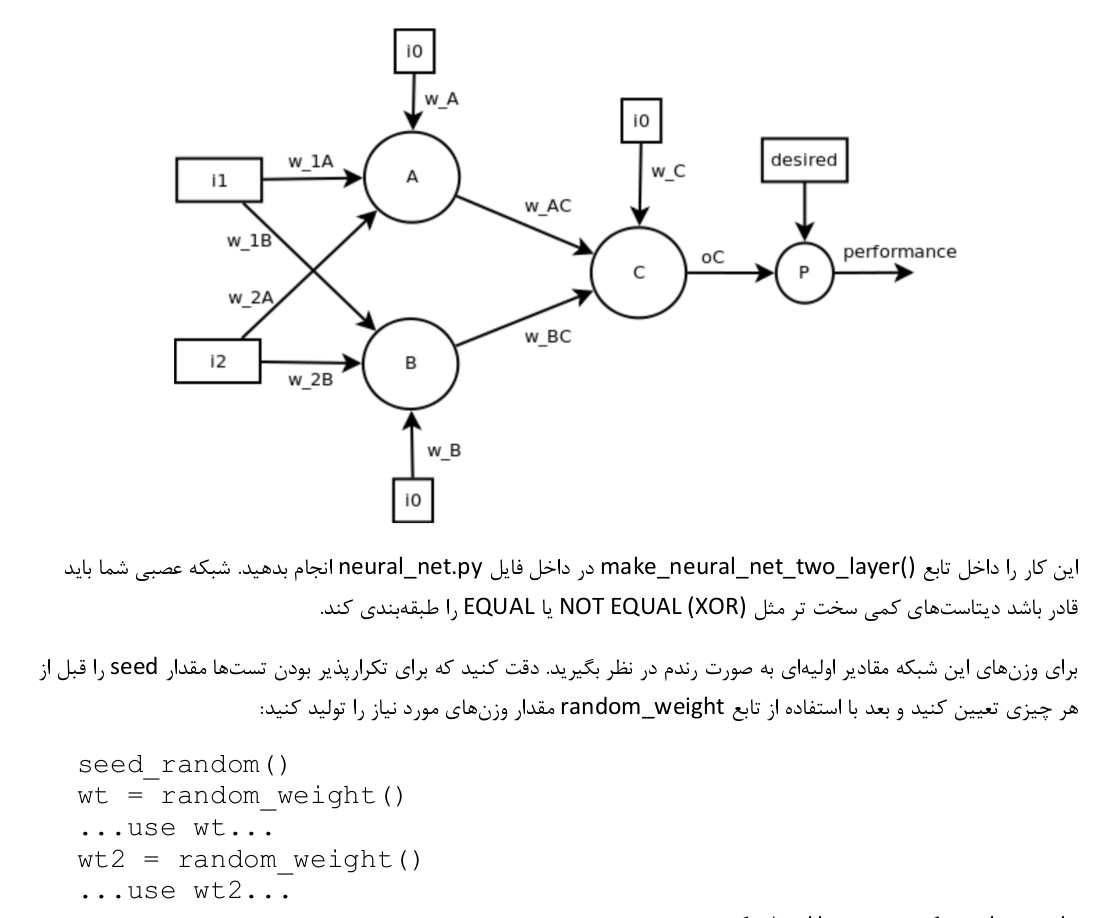 i0
w_A
i0
desired
i1
w_1A
A
w_C
w_AC
w_1B
oC
performance
C
P
w_2A
w_BC
i2
B
w_2B
w_B
i0
این کار را داخل تابع make_neural_net_two_layer() در داخل فایل neural_net.py انجام بدهید. شبکه عصبی شما باید
قادر باشد دیتاست‌های کمی سخت تر مثل NOT EQUAL (XOR) یا EQUAL را طبقه‌بندی کند.
برای وزن‌های این شبکه مقادیر اولیه‌ای به صورت رندم در نظر بگیرید. دقت کنید که برای تکرارپذیر بودن تست‌ها مقدار seed را قبل از
هر چیزی تعیین کنید و بعد با استفاده از تابع random_weight مقدار وزن‌های مورد نیاز را تولید کنید:
seed_random()
wt = random_weight()
...use wt...
wt2 = random_weight()
...use wt2...